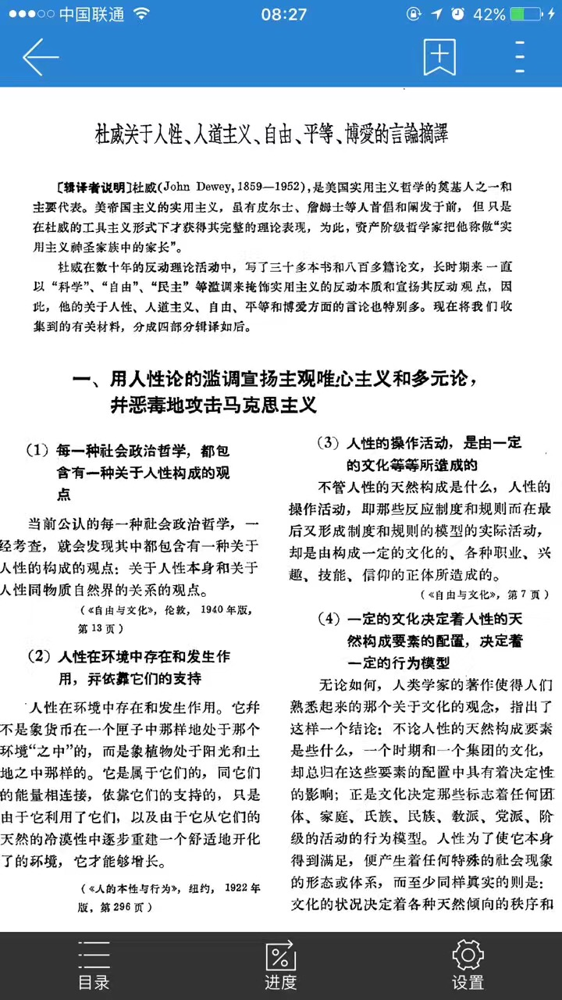 中国联通
08:27
42%
杜威关于人性、人道主义、自由、平等、博愛的言論摘譯
［辑译者说明］杜威(John Dewey, 1859—1952),是美国实用主义哲学的奠基人之一和
主要代表。美帝国主义的实用主义，虽有皮尔士、詹姆士等人首倡和阐发于前，但只是
在杜威的工具主义形式下才获得其完整的理论表现，为此，资产阶级哲学家把他称做“实
用主义神圣家族中的家长”。
杜威在数十年的反动理论活动中，写了三十多本书和八百多篇论文，长时期来一直
以“科学”、“自由”、“民主”等滥调来掩饰实用主义的反动本质和宣扬其反动观点，因
此，他的关于人性、人道主义、自由、平等和博爱方面的言论也特别多。现在将我们收
集到的有关材料，分成四部分辑译如后。
一、用人性论的滥调宣扬主观唯心主义和多元论，
幷恶毒地攻击马克思主义
(1) 每一种社会政治哲学，都包
含有一种关于人性构成的观
点
当前公认的每一种社会政治哲学，一
经考查，就会发现其中都包含有一种关于
人性的构成的观点：关于人性本身和关于
人性同物质自然界的关系的观点。
(《自由与文化》，伦敦，1940年版，
第13页)
(2) 人性在环境中存在和发生作
用，幷依靠它们的支持
人性在环境中存在和发生作用。它幷
不是象货币在一个匣子中那样地处于那个
环境“之中”的，而是象植物处于阳光和土
地之中那样的。它是属于它们的，同它们
的能量相连接，依靠它们的支持的，只是
由于它利用了它们，以及由于它从它们的
天然的冷漠性中逐步重建一个舒适地开化
了的环境，它才能够增长。
(《人的本性与行为》，纽约，1922年
版，第296页)
(3) 人性的操作活动，是由一定
的文化等等所造成的
不管人性的天然构成是什么，人性的
操作活动，即那些反应制度和规则而在最
后又形成制度和规则的模型的实际活动，
却是由构成一定的文化的、各种职业、兴
趣、技能、信仰的正体所造成的。
(《自由与文化》，第7页)
(4) 一定的文化决定着人性的天
然构成要素的配置，决定着
一定的行为模型
无论如何，人类学家的著作使得人们
熟悉起来的那个关于文化的观念，指出了
这样一个结论：不论人性的天然构成要素
是些什么，一个时期和一个集团的文化，
却总归在这些要素的配置中具有着决定性
的影响；正是文化决定那些标志着任何团
体、家庭、氏族、民族、教派、党派、阶
级的活动的行为模型。人性为了使它本身
得到满足，便产生着任何特殊的社会现象
的形态或体系，而至少同样真实的则是：
文化的状况决定着各种天然倾向的秩序和
目录
进度
设置